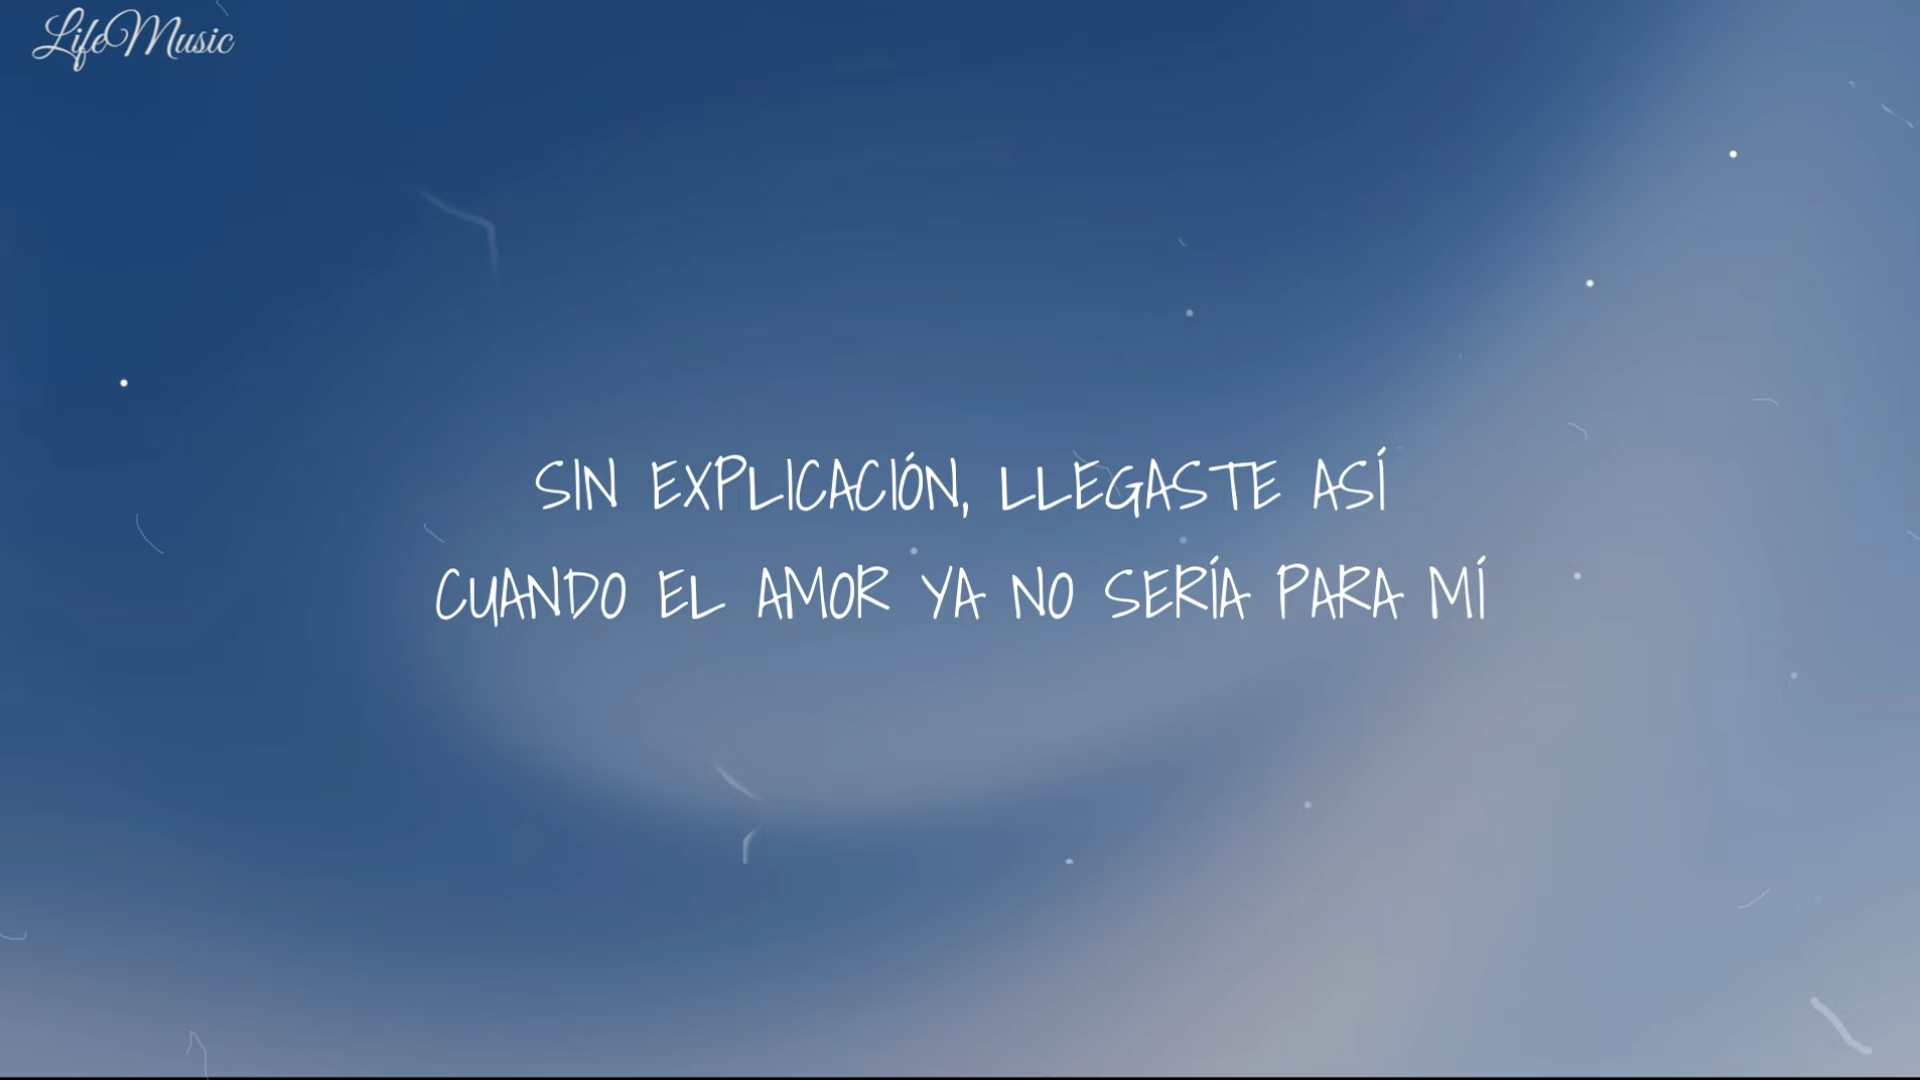 LifeMusic
SIN EXPLICACIÓN, LLEGASTE ASÍ
CUANDO EL AMOR YA NO SERÍA PARA MÍ